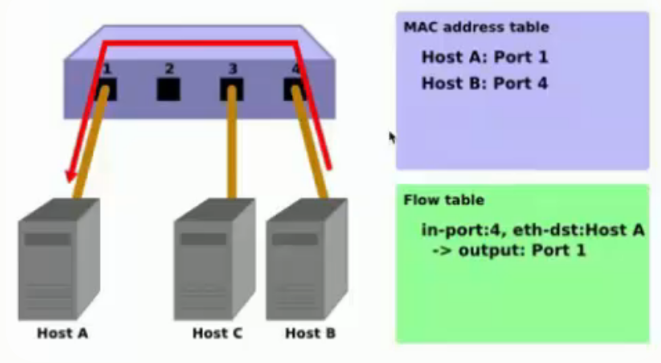 1 2 3 4
Host A
Host C
Host B
MAC address table
Host A: Port 1
Host B: Port 4
Flow table
in-port:4, eth-dst:Host A
-> output: Port 1